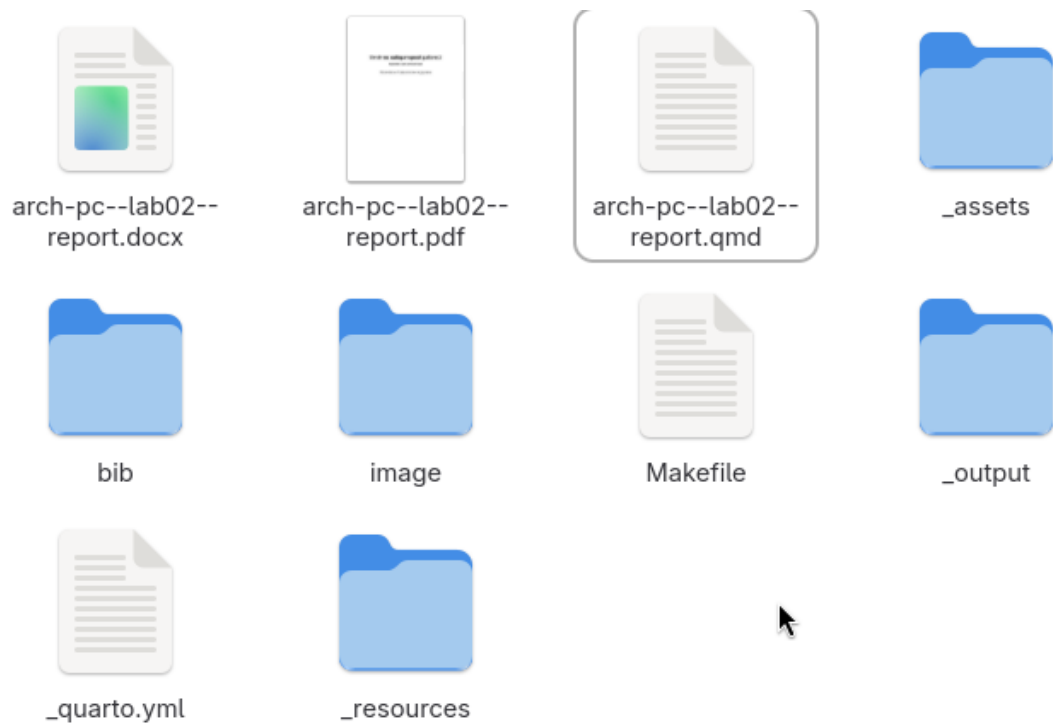 arch-pc--lab02--
report.docx
arch-pc--lab02--
report.pdf
arch-pc--lab02--
report.qmd
_assets
bib
image
Makefile
_output
_quarto.yml
_resources